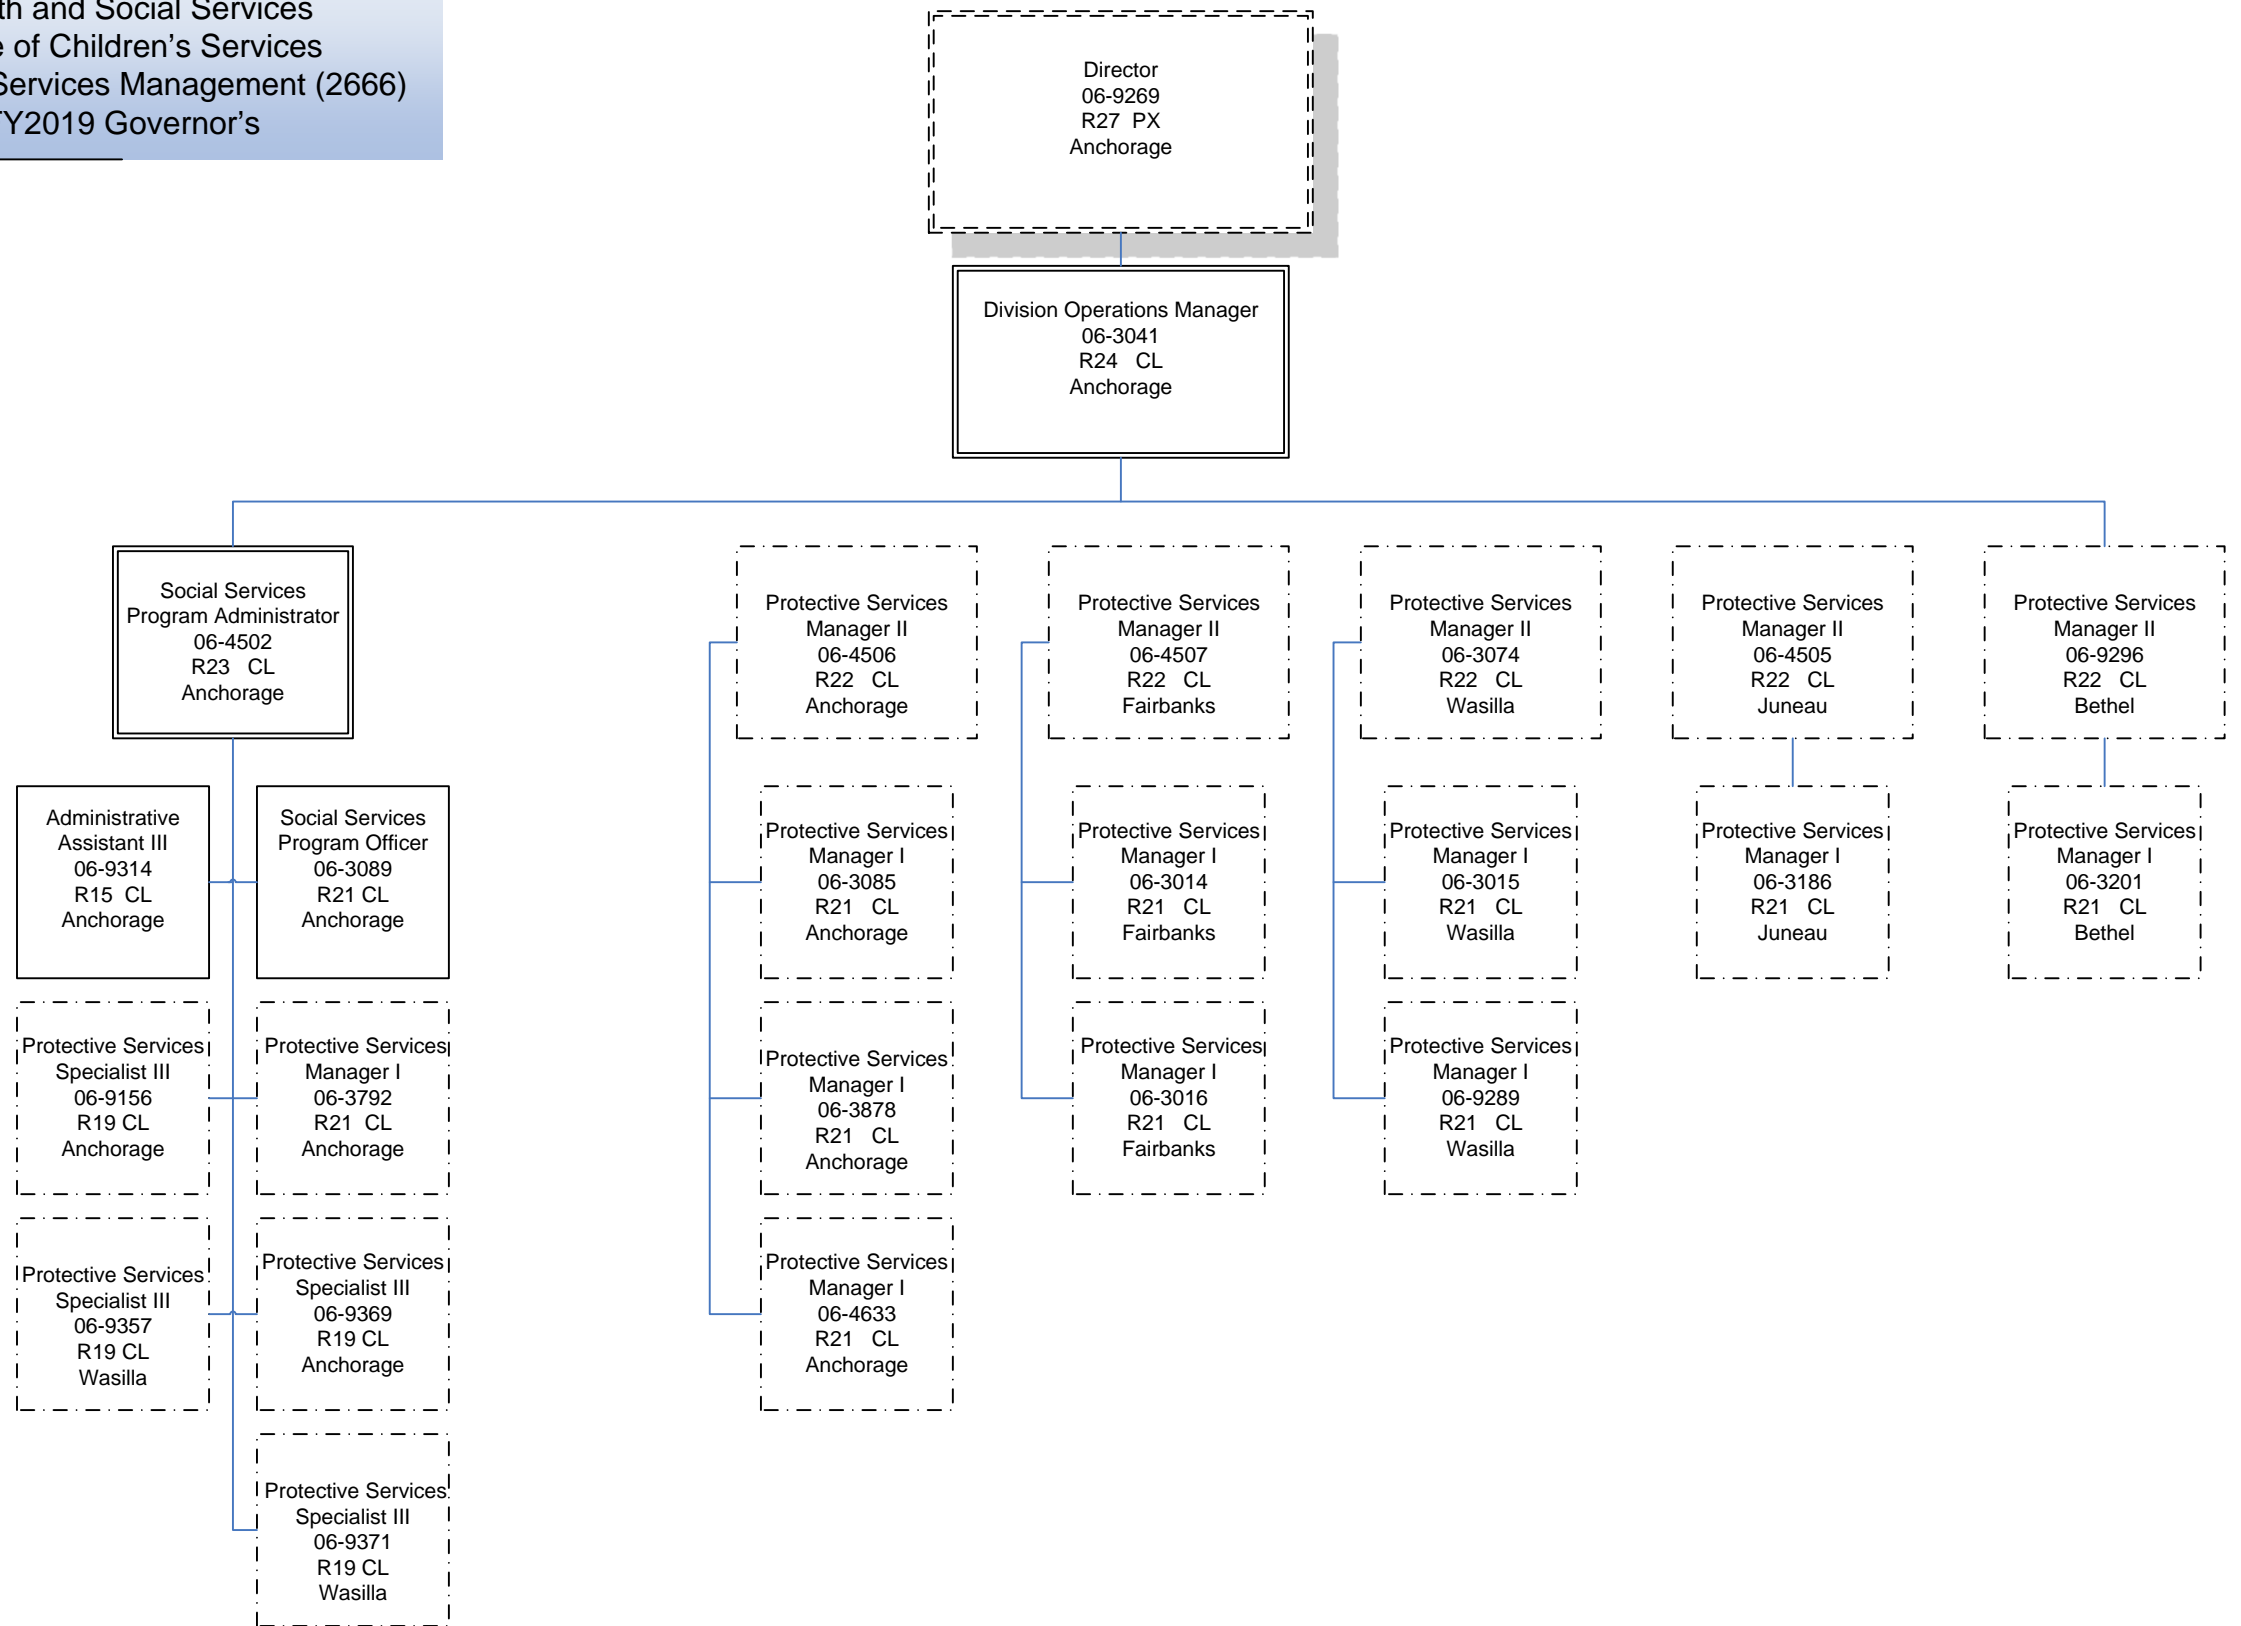 and Social Services
of Children's Services
Services Management (2666)
FY2019 Governor's
Director
06-9269
R27 PX
Anchorage
Division Operations Manager
06-3041
R24 CL
Anchorage
Social Services
Program Administrator
06-4502
R23 CL
Anchorage
Protective Services
Manager II
06-4506
R22 CL
Anchorage
Protective Services
Manager II
06-4507
R22 CL
Fairbanks
Protective Services
Manager II
06-3074
R22 CL
Wasilla
Protective Services
Manager II
06-4505
R22 CL
Juneau
Protective Services
Manager II
06-9296
R22 CL
Bethel
Administrative
Assistant III
06-9314
R15 CL
Anchorage
Social Services
Program Officer
06-3089
R21 CL
Anchorage
Protective Services
Manager I
06-3085
R21 CL
Anchorage
Protective Services
Manager I
06-3014
R21 CL
Fairbanks
Protective Services
Manager I
06-3015
R21 CL
Wasilla
Protective Services
Manager I
06-3186
R21 CL
Juneau
Protective Services
Manager I
06-3201
R21 CL
Bethel
Protective Services
Specialist III
06-9156
R19 CL
Anchorage
Protective Services
Manager I
06-3792
R21 CL
Anchorage
Protective Services
Manager I
06-3878
R21 CL
Anchorage
Protective Services
Manager I
06-3016
R21 CL
Fairbanks
Protective Services
Manager I
06-9289
R21 CL
Wasilla
Protective Services
Specialist III
06-9357
R19 CL
Wasilla
Protective Services
Specialist III
06-9369
R19 CL
Anchorage
Protective Services
Manager I
06-4633
R21 CL
Anchorage
Protective Services
Specialist III
06-9371
R19 CL
Wasilla